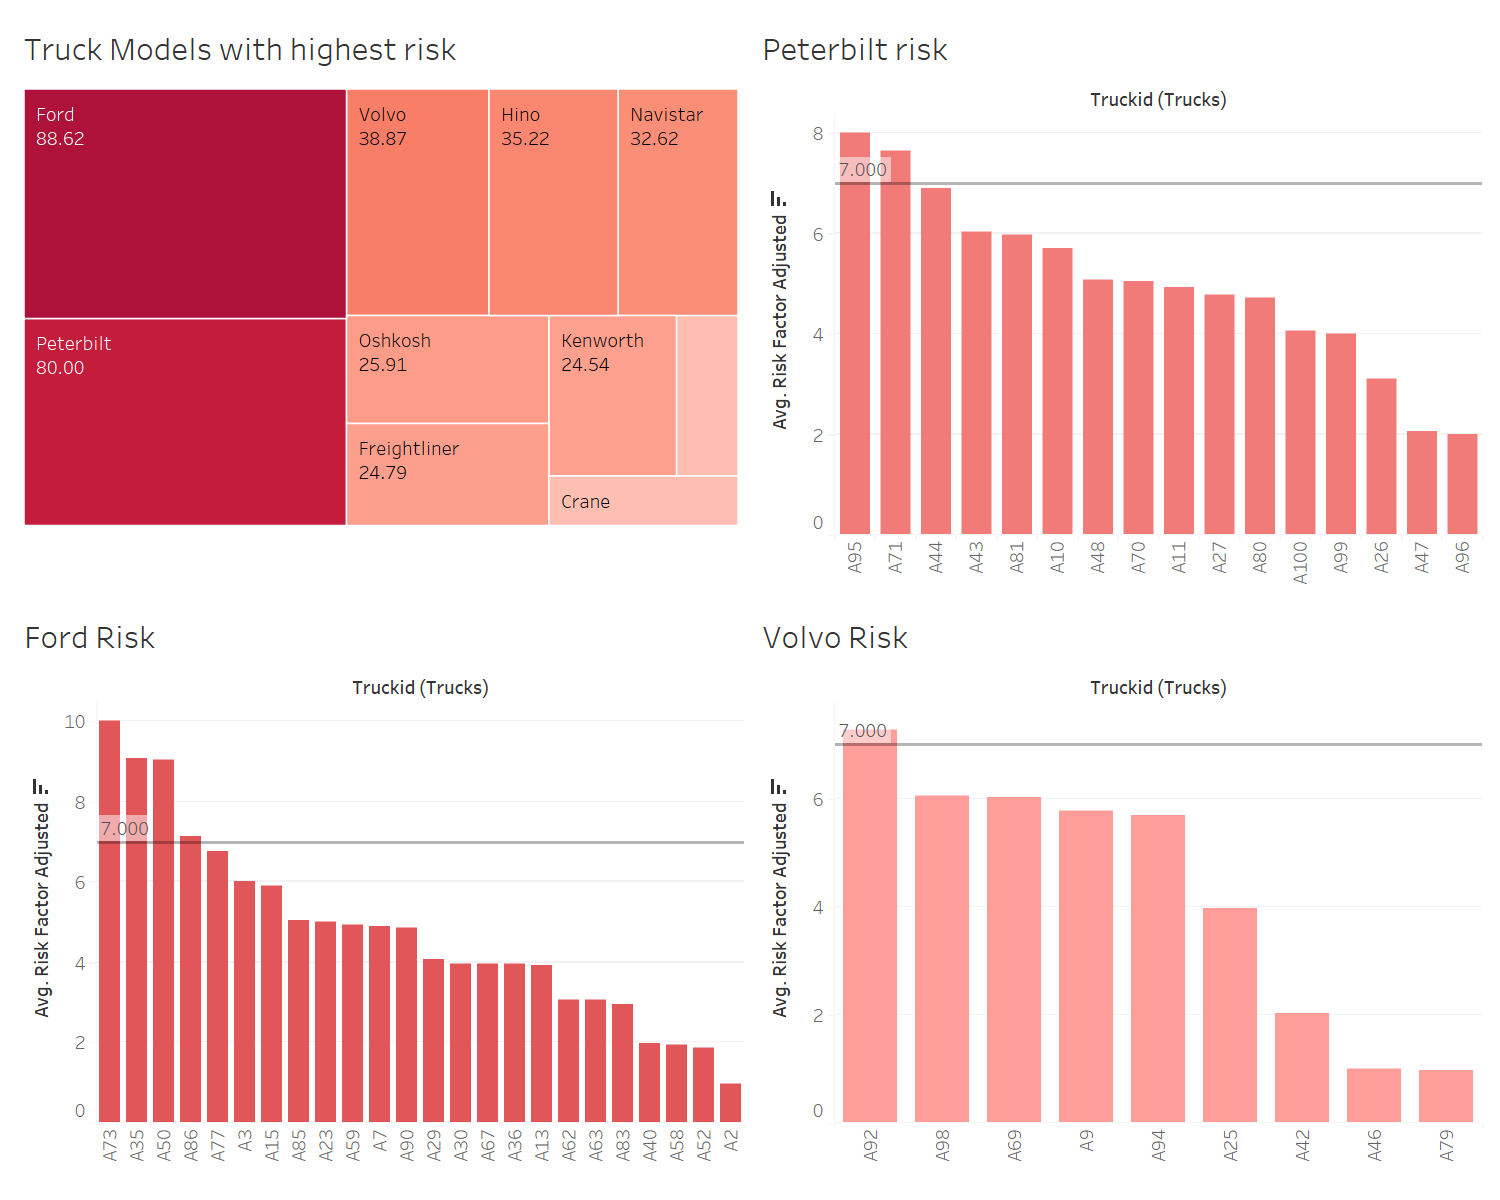 Truck Models with highest risk
Ford
88.62
Volvo
38.87
Hino
35.22
Navistar
32.62
Peterbilt
80.00
Oshkosh
25.91
Kenworth
24.54
Freightliner
24.79
Crane
Peterbilt risk
Truckid (Trucks)
Avg. Risk Factor Adjusted
8
6
4
2
0
7.000
A95 A71 A44 A43 A81 A10 A48 A70 A11 A27 A80 A100 A99 A26 A47 A96
Ford Risk
Truckid (Trucks)
Avg. Risk Factor Adjusted
10
8
6
4
2
0
7.000
A73 A35 A50 A86 A77 A3 A15 A85 A23 A59 A7 A90 A29 A30 A67 A36 A13 A62 A63 A83 A40 A58 A52 A2
Volvo Risk
Truckid (Trucks)
Avg. Risk Factor Adjusted
6
4
2
0
7.000
A92 A98 A69 A9 A94 A25 A42 A46 A79